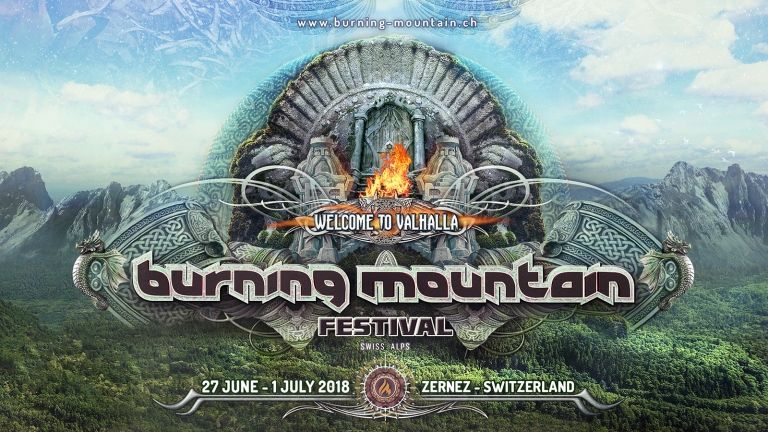 www.burning-mountain.ch
WELCOME TO VALHALLA
burning mountain
FESTIVAL
SWISS ALPS
27 JUNE - 1 JULY 2018 ZERNEZ - SWITZERLAND